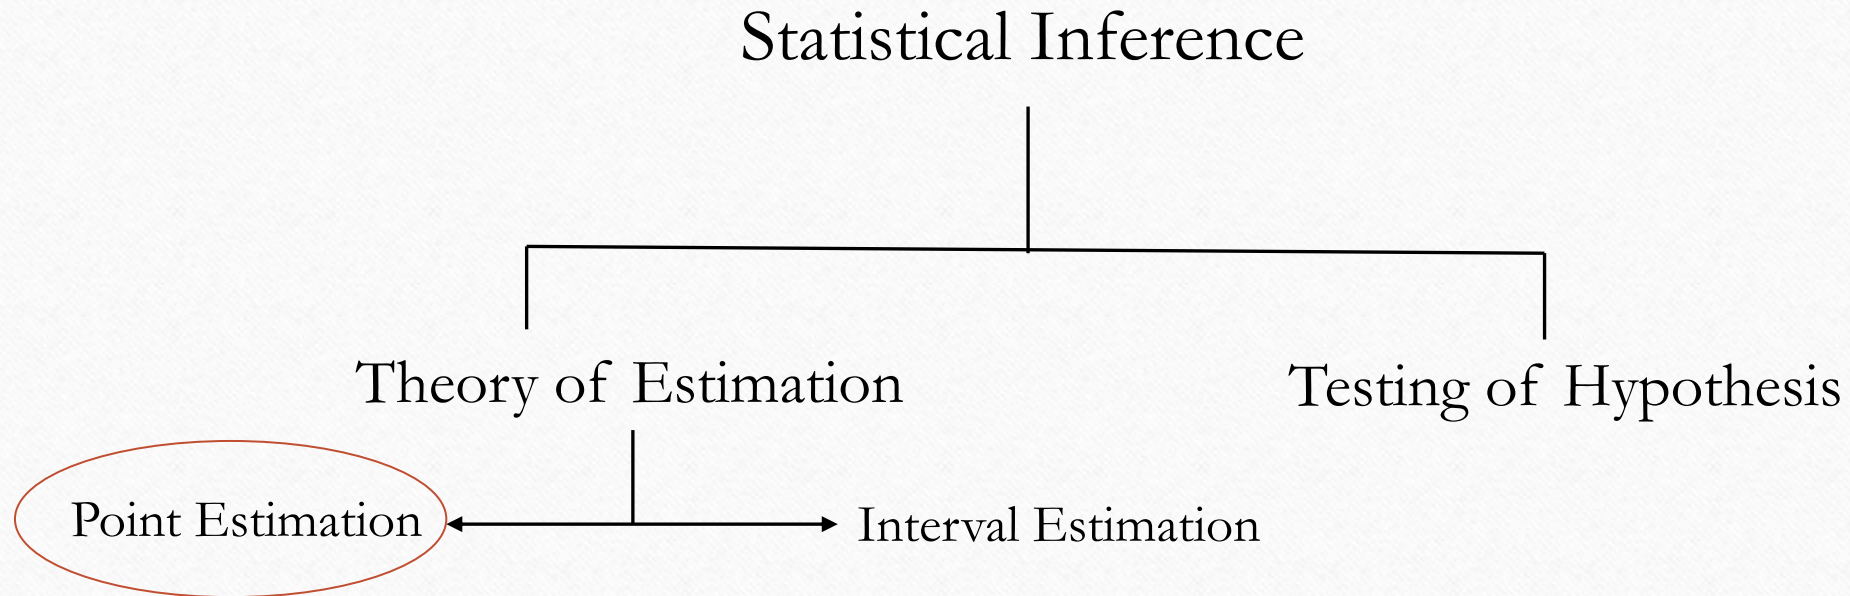 Statistical Inference
Theory of Estimation
Testing of Hypothesis
Point Estimation
Interval Estimation